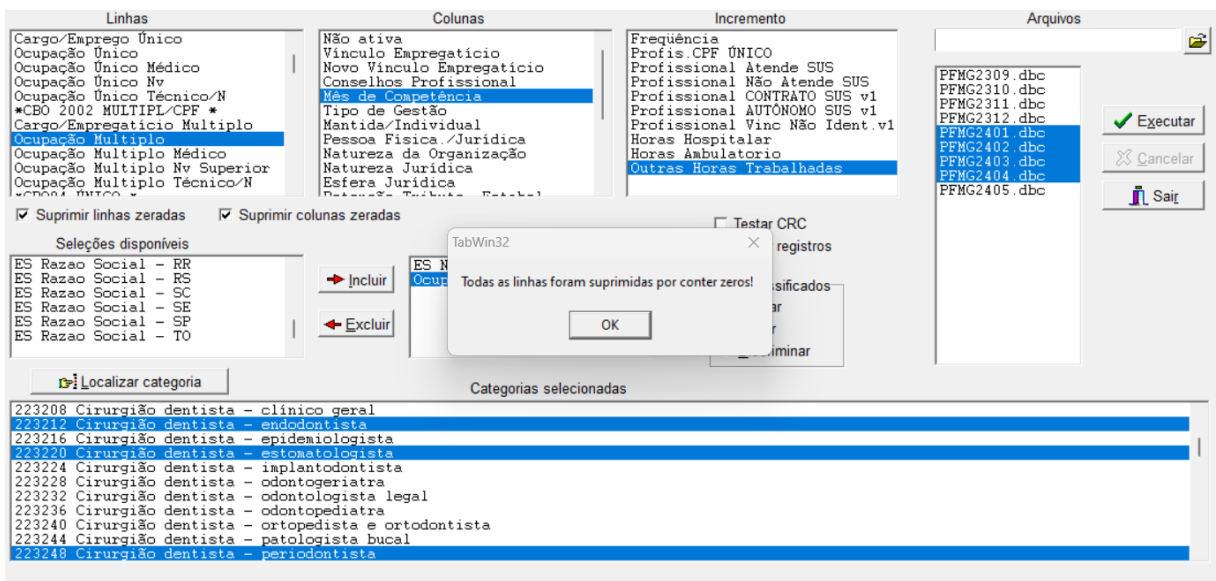 Linhas
Cargo/Emprego Único
Ocupação Único
Ocupação Único Médico
Ocupação Único Nv
Ocupação Único Técnico/N
*CBO 2002 MULTIPL/CPF *
Cargo/Empregatício Multiplo
Ocupação Multiplo
Ocupação Multiplo Médico
Ocupação Multiplo Nv Superior
Ocupação Multiplo Técnico/N
Colunas
Não ativa
Vínculo Empregatício
Novo Vínculo Empregatício
Conselhos Profissional
Mês de Competência
Tipo de Gestão
Mantida/Individual
Pessoa Física./Jurídica
Natureza da Organização
Natureza Jurídica
Esfera Jurídica
Incremento
Freqüência
Profis.CPF ÚNICO
Profissional Atende SUS
Profissional Não Atende SUS
Profissional CONTRATO SUS v1
Profissional AUTÔNOMO SUS v1
Profissional Vinc Não Ident.v1
Horas Hospitalar
Horas Ambulatorio
Outras Horas Trabalhadas
Arquivos
PFMG2309.dbc
PFMG2310.dbc
PFMG2311.dbc
PFMG2312.dbc
PFMG2401.dbc
PFMG2402.dbc
PFMG2403.dbc
PFMG2404.dbc
PFMG2405.dbc
Executar
Cancelar
Sair
Suprimir linhas zeradas
Suprimir colunas zeradas
Testar CRC
registros
Seleções disponíveis
ES Razao Social - RR
ES Razao Social - RS
ES Razao Social - SC
ES Razao Social - SE
ES Razao Social - SP
ES Razao Social - TO
Incluir
Excluir
ES N
Ocup
TabWin32
Todas as linhas foram suprimidas por conter zeros!
OK
ssificados
ar
r
iminar
Localizar categoria
Categorias selecionadas
223208 Cirurgião dentista - clínico geral
223212 Cirurgião dentista - endodontista
223216 Cirurgião dentista - epidemiologista
223220 Cirurgião dentista - estomatologista
223224 Cirurgião dentista - implantodontista
223228 Cirurgião dentista - odontogeriatra
223232 Cirurgião dentista - odontologista legal
223236 Cirurgião dentista - odontopediatra
223240 Cirurgião dentista - ortopedista e ortodontista
223244 Cirurgião dentista - patologista bucal
223248 Cirurgião dentista - periodontista